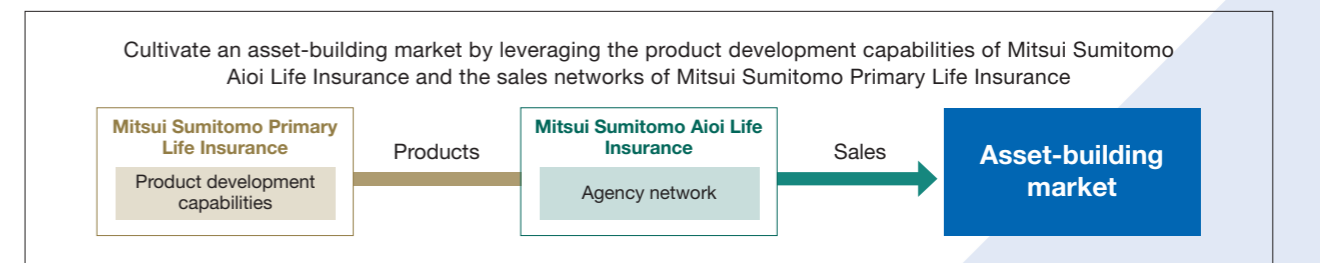 Cultivate an asset-building market by leveraging the product development capabilities of Mitsui Sumitomo
Aioi Life Insurance and the sales networks of Mitsui Sumitomo Primary Life Insurance
Mitsui Sumitomo Primary
Life Insurance
Product development
capabilities
Products
Mitsui Sumitomo Aioi Life
Insurance
Agency network
Sales
Asset-building
market